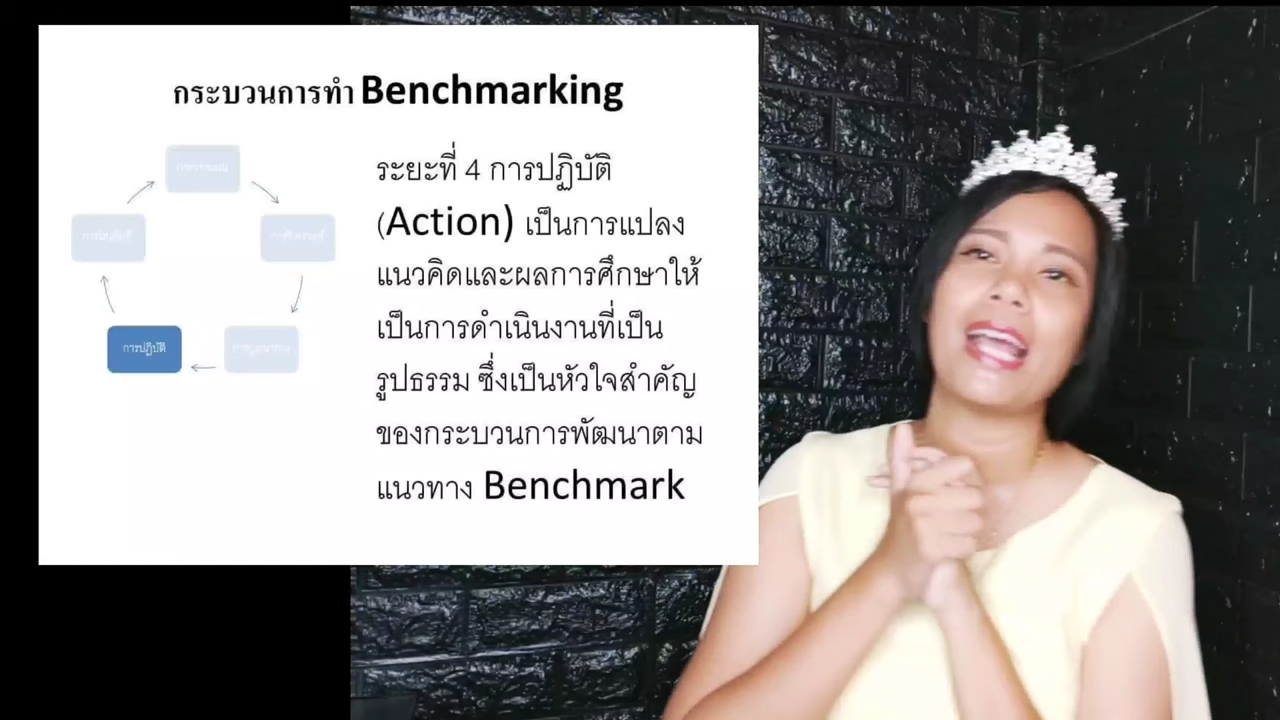 กระบวนการทำ Benchmarking
ระยะที่ 4 การปฏิบัติ
(Action) เป็นการแปลง
แนวคิดและผลการศึกษาให้
เป็นการดำเนินงานที่เป็น
รูปธรรม ซึ่งเป็นหัวใจสำคัญ
ของกระบวนการพัฒนาตาม
แนวทาง Benchmark
การปฏิบัติ